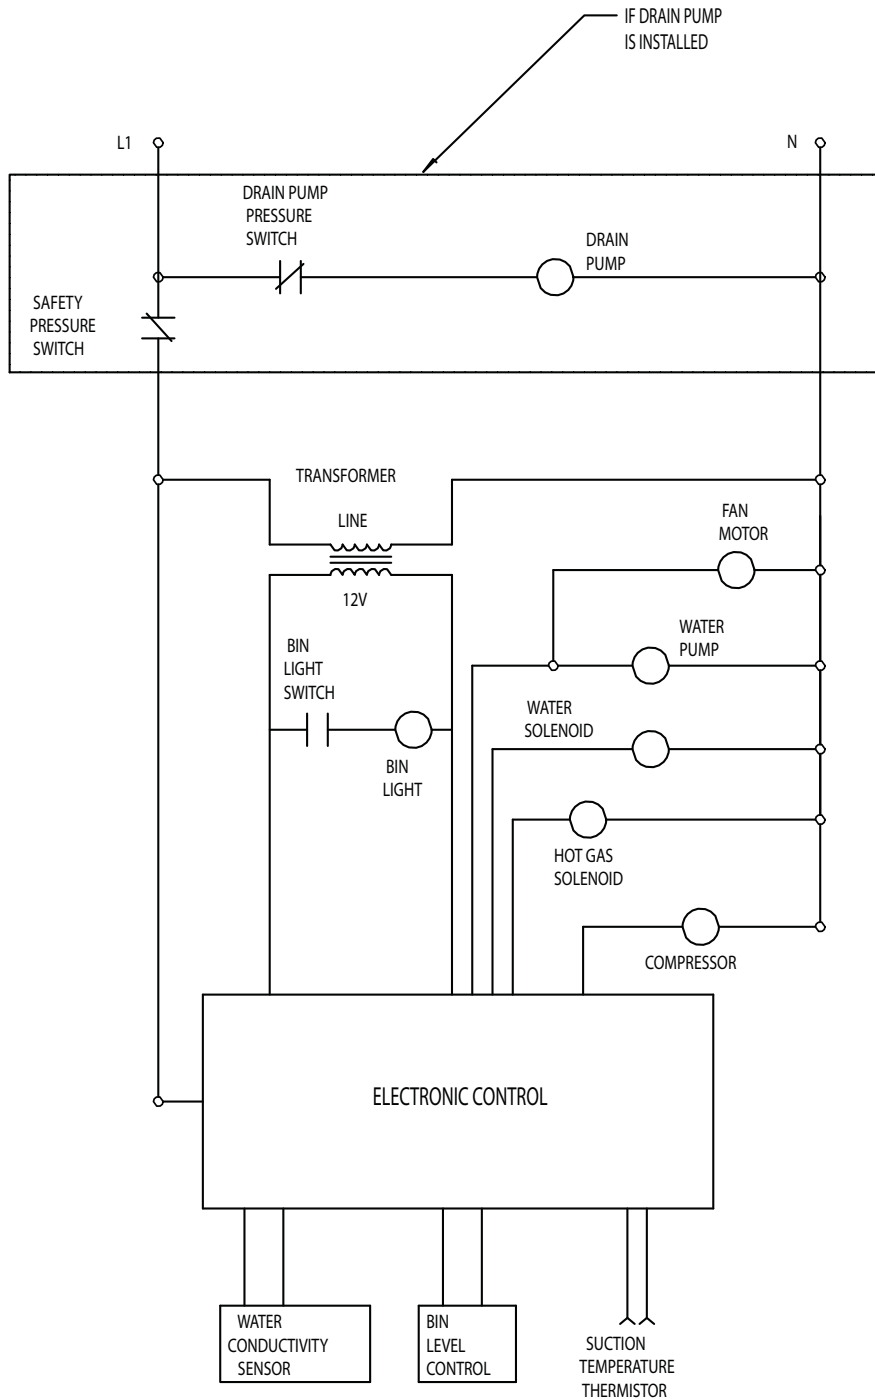 IF DRAIN PUMP
IS INSTALLED
L1
N
DRAIN PUMP
PRESSURE
SWITCH
DRAIN
PUMP
SAFETY
PRESSURE
SWITCH
TRANSFORMER
LINE
12V
FAN
MOTOR
WATER
PUMP
BIN
LIGHT
SWITCH
WATER
SOLENOID
BIN
LIGHT
HOT GAS
SOLENOID
COMPRESSOR
ELECTRONIC CONTROL
WATER
CONDUCTIVITY
SENSOR
BIN
LEVEL
CONTROL
SUCTION
TEMPERATURE
THERMISTOR